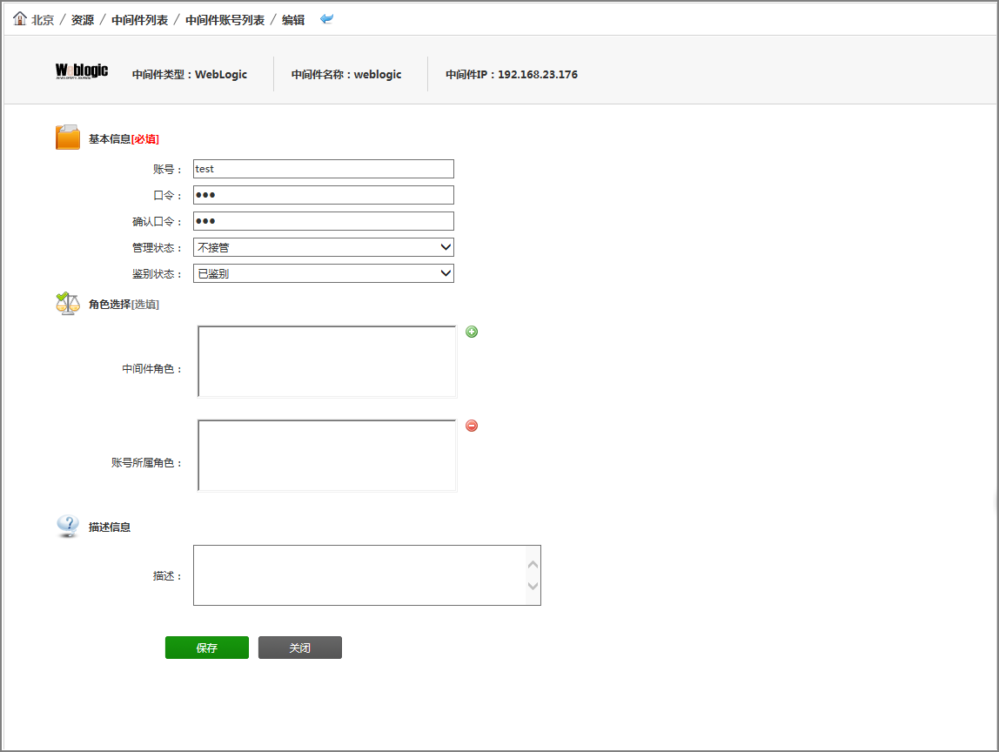 北京 / 资源 / 中间件列表 / 中间件账号列表 / 编辑
Weblogic 中间件类型：WebLogic 中间件名称：weblogic 中间件IP：192.168.23.176
基本信息[必填]
账号： test
口令： ●●●
确认口令： ●●●
管理状态： 不接管
鉴别状态： 已鉴别
角色选择[选填]
中间件角色：
账号所属角色：
描述信息
描述：
保存 关闭